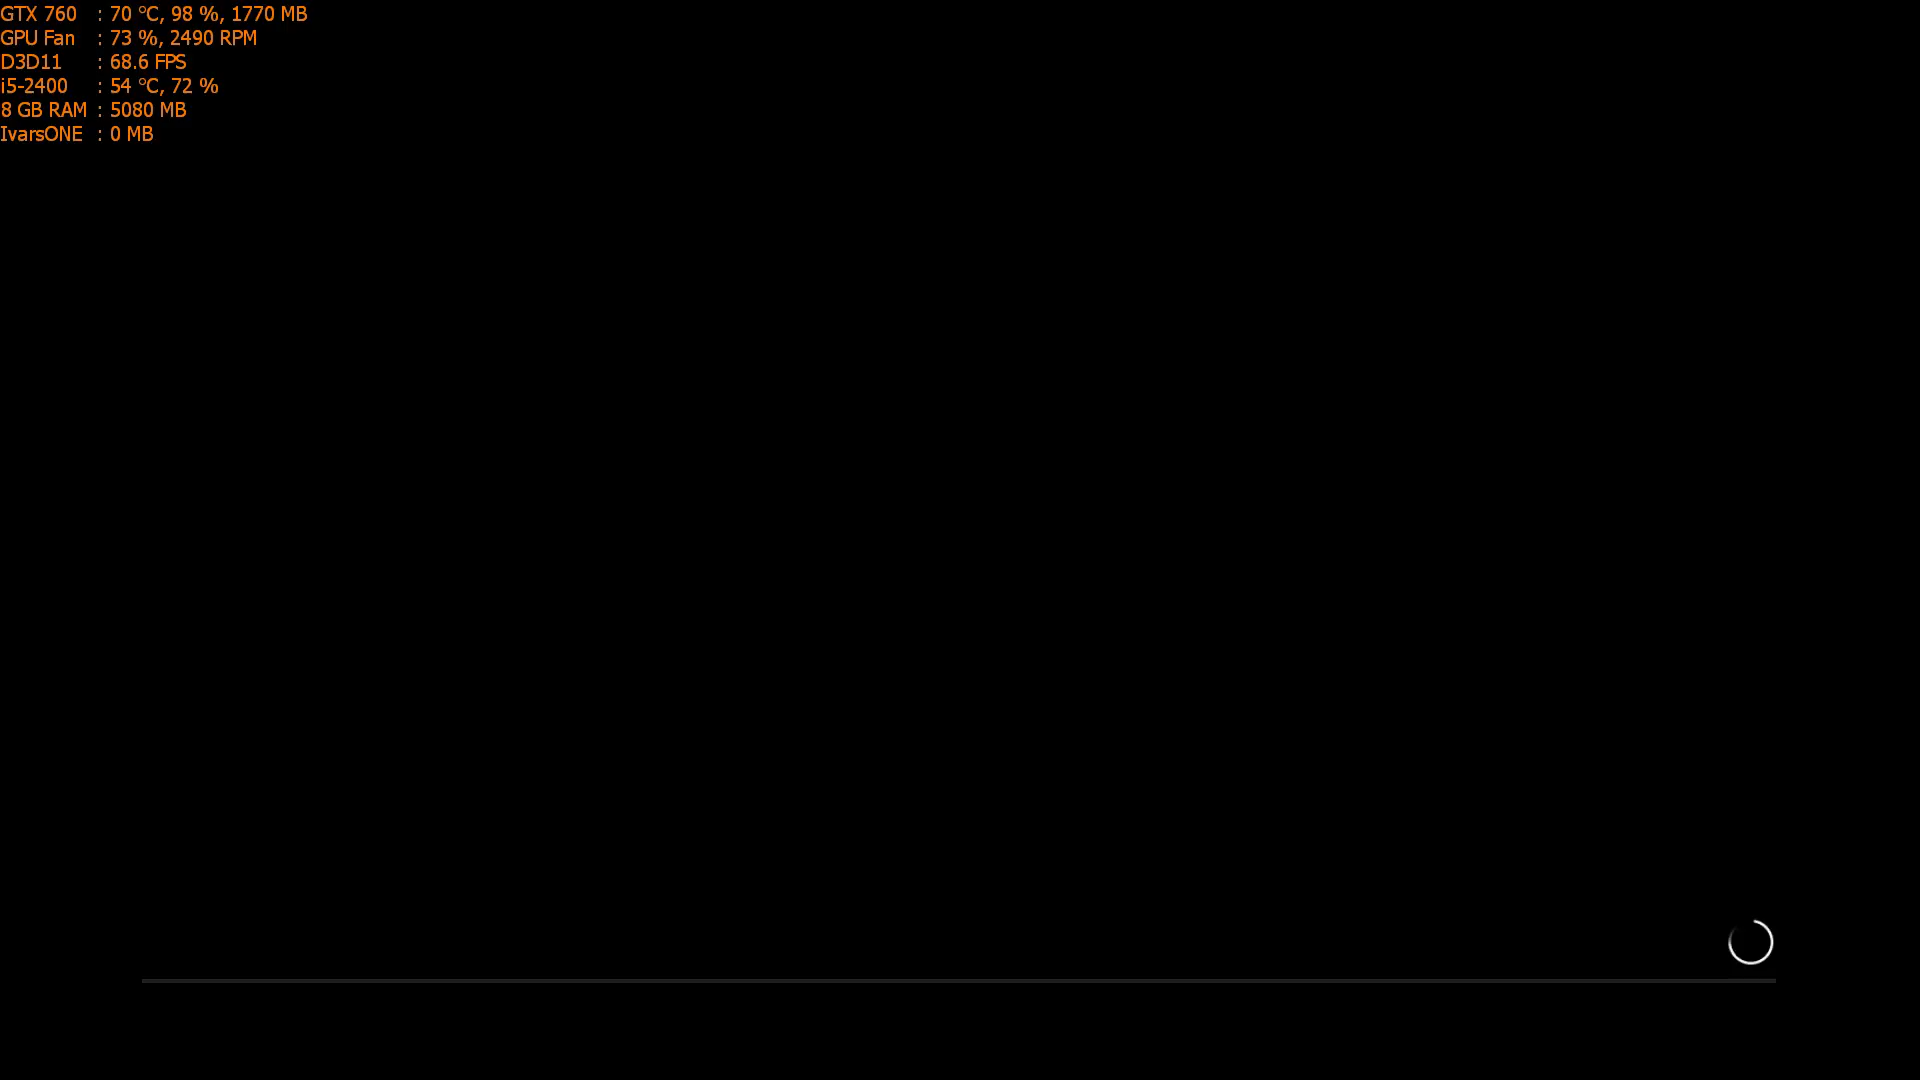 GTX 760 : 70 °C, 98 %, 1770 MB
GPU Fan : 73 %, 2490 RPM
D3D11 : 68.6 FPS
i5-2400 : 54 °C, 72 %
8 GB RAM : 5080 MB
IvarsONE : 0 MB